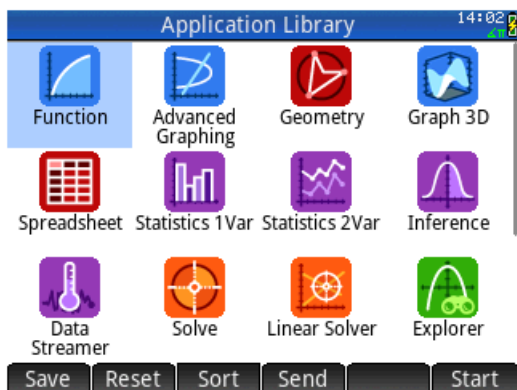 Application Library 14:02
∠π
Function Advanced Graphing Geometry Graph 3D
Spreadsheet Statistics 1Var Statistics 2Var Inference
Data Streamer Solve Linear Solver Explorer
Save Reset Sort Send Start